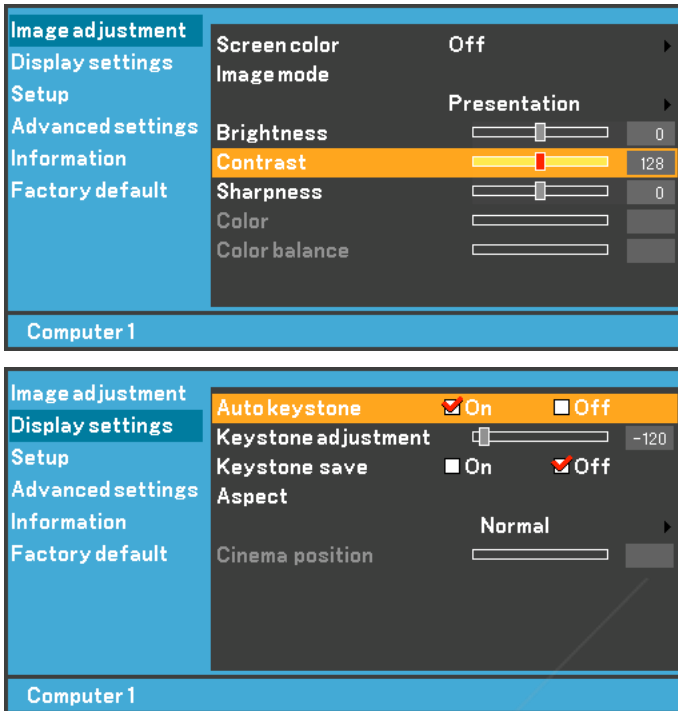 Image adjustment
Display settings
Setup
Advanced settings
Information
Factory default
Screen color Off
Image mode
Presentation
Brightness 0
Contrast 128
Sharpness 0
Color
Color balance
Computer 1
Image adjustment
Display settings
Setup
Advanced settings
Information
Factory default
Auto keystone On Off
Keystone adjustment -120
Keystone save On Off
Aspect
Normal
Cinema position
Computer 1